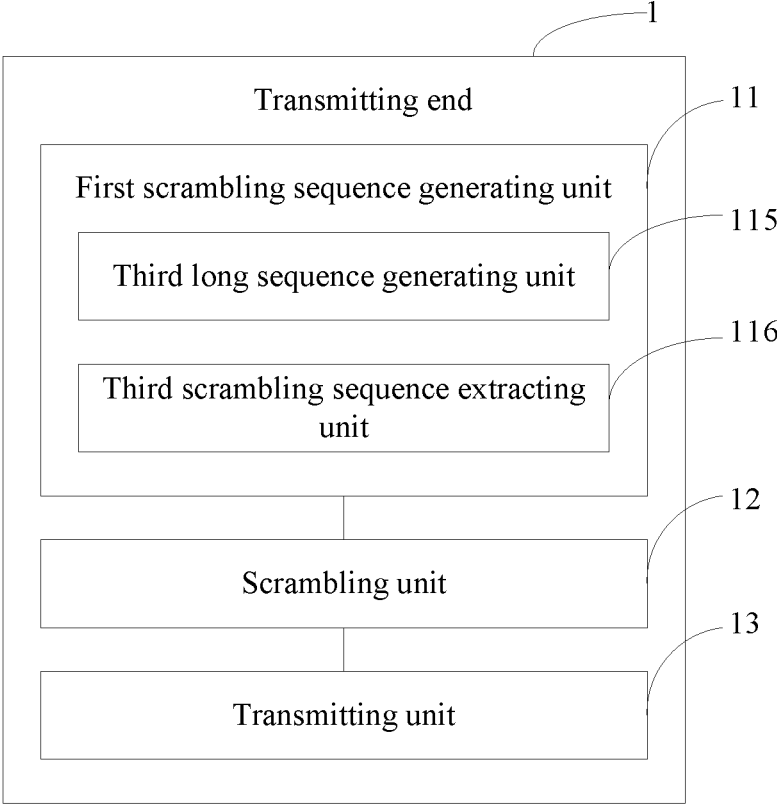 1
Transmitting end
11
First scrambling sequence generating unit
115
Third long sequence generating unit
116
Third scrambling sequence extracting
unit
12
Scrambling unit
13
Transmitting unit